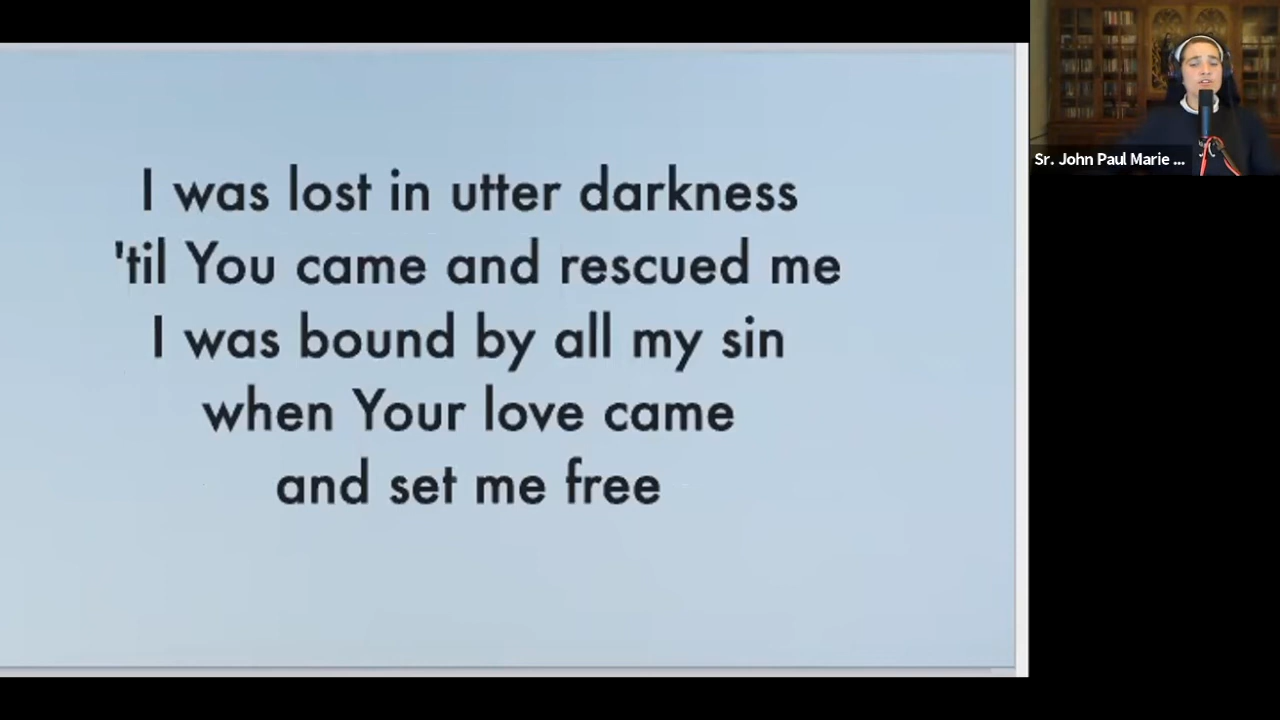 I was lost in utter darkness
'til You came and rescued me
I was bound by all my sin
when Your love came
and set me free
Sr. John Paul Marie ...